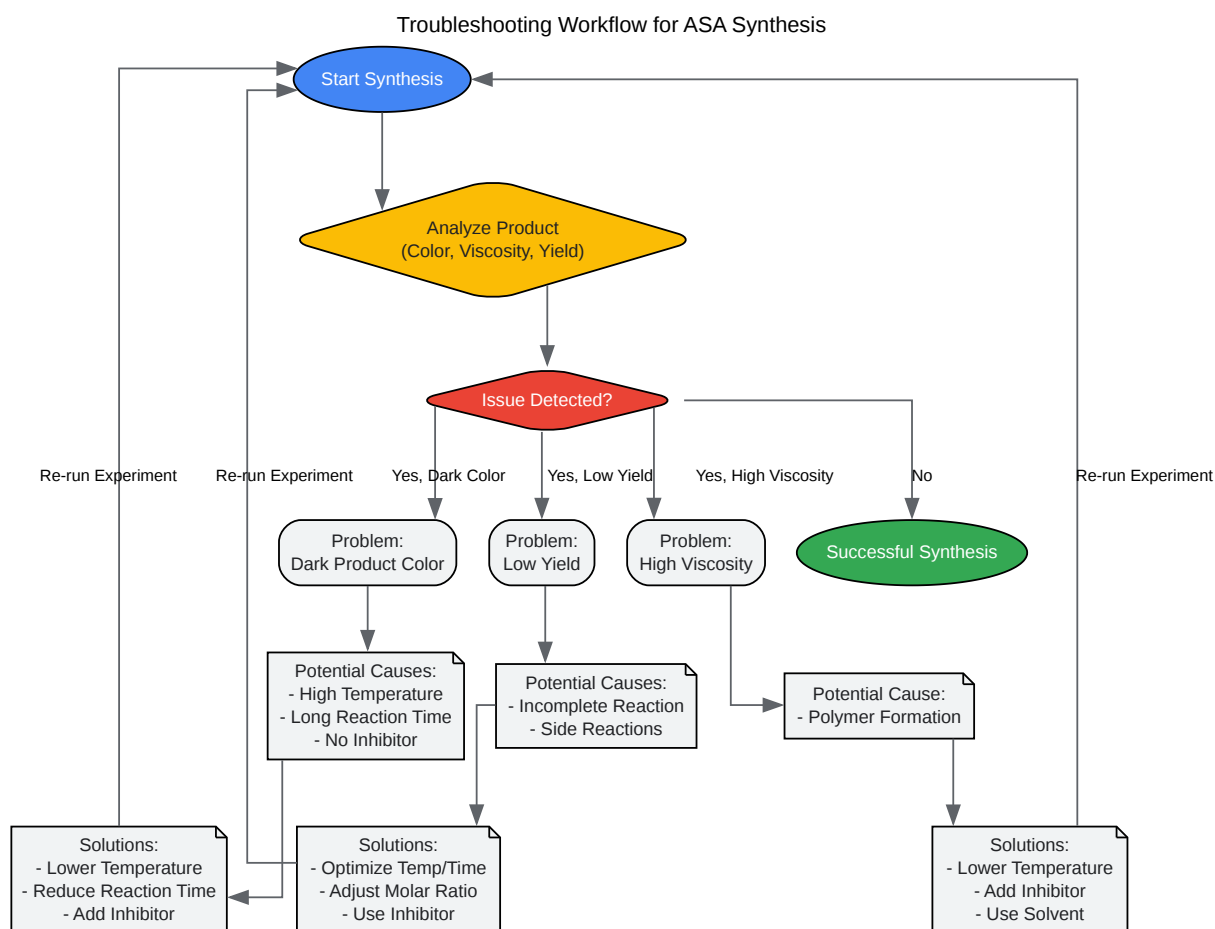 Troubleshooting Workflow for ASA Synthesis
Start Synthesis
Analyze Product
(Color, Viscosity, Yield)
Issue Detected?
Re-run Experiment
Re-run Experiment
Yes, Dark Color
Yes, Low Yield
Yes, High Viscosity
No
Re-run Experiment
Problem:
Dark Product Color
Problem:
Low Yield
Problem:
High Viscosity
Successful Synthesis
Potential Causes:
- High Temperature
- Long Reaction Time
- No Inhibitor
Potential Causes:
- Incomplete Reaction
- Side Reactions
Potential Cause:
- Polymer Formation
Solutions:
- Lower Temperature
- Reduce Reaction Time
- Add Inhibitor
Solutions:
- Optimize Temp/Time
- Adjust Molar Ratio
- Use Inhibitor
Solutions:
- Lower Temperature
- Add Inhibitor
- Use Solvent